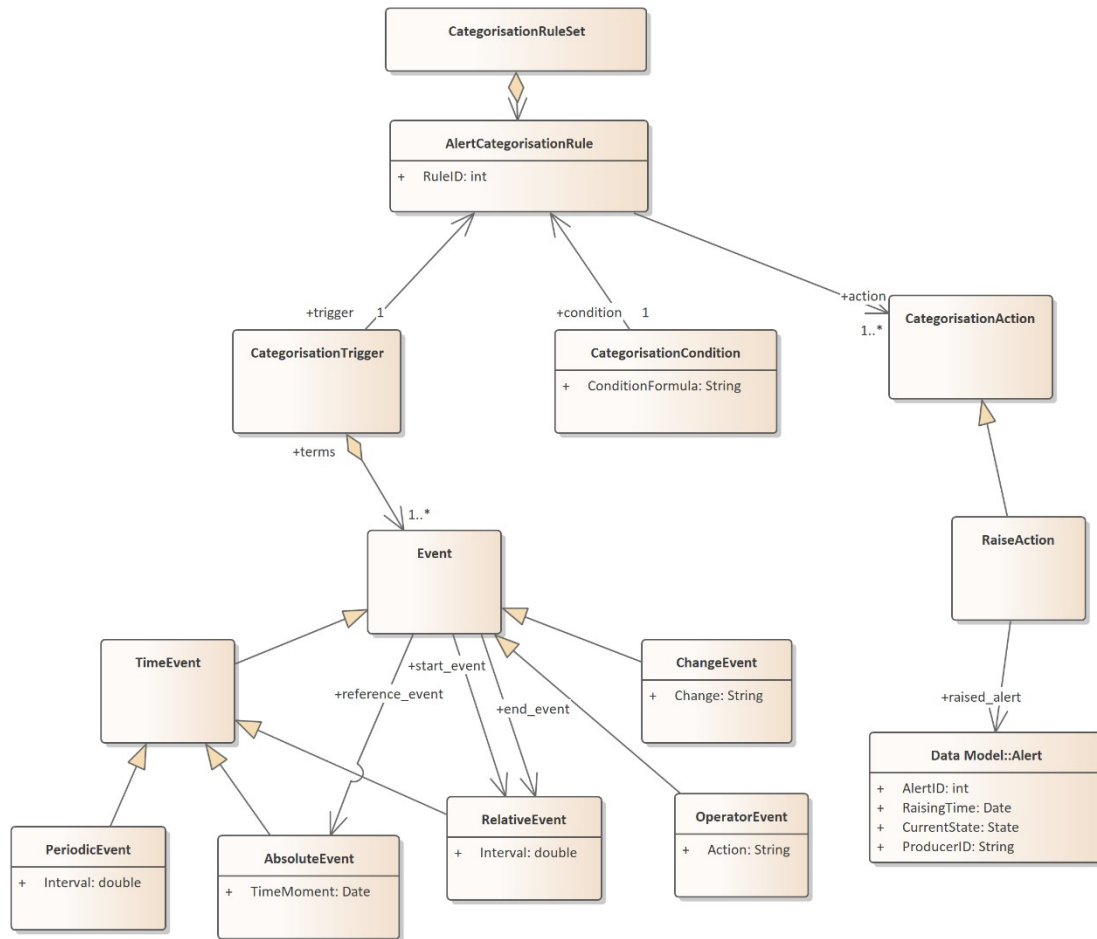 CategorisationRuleSet
AlertCategorisationRule
+ RuleID: int
+trigger 1
+condition 1
+action
1..*
CategorisationTrigger
CategorisationCondition
+ ConditionFormula: String
CategorisationAction
+terms
1..*
Event
RaiseAction
TimeEvent
+start_event
+reference_event
+end_event
ChangeEvent
+ Change: String
+raised_alert
Data Model::Alert
+ AlertID: int
+ RaisingTime: Date
+ CurrentState: State
+ ProducerID: String
PeriodicEvent
+ Interval: double
AbsoluteEvent
+ TimeMoment: Date
RelativeEvent
+ Interval: double
OperatorEvent
+ Action: String